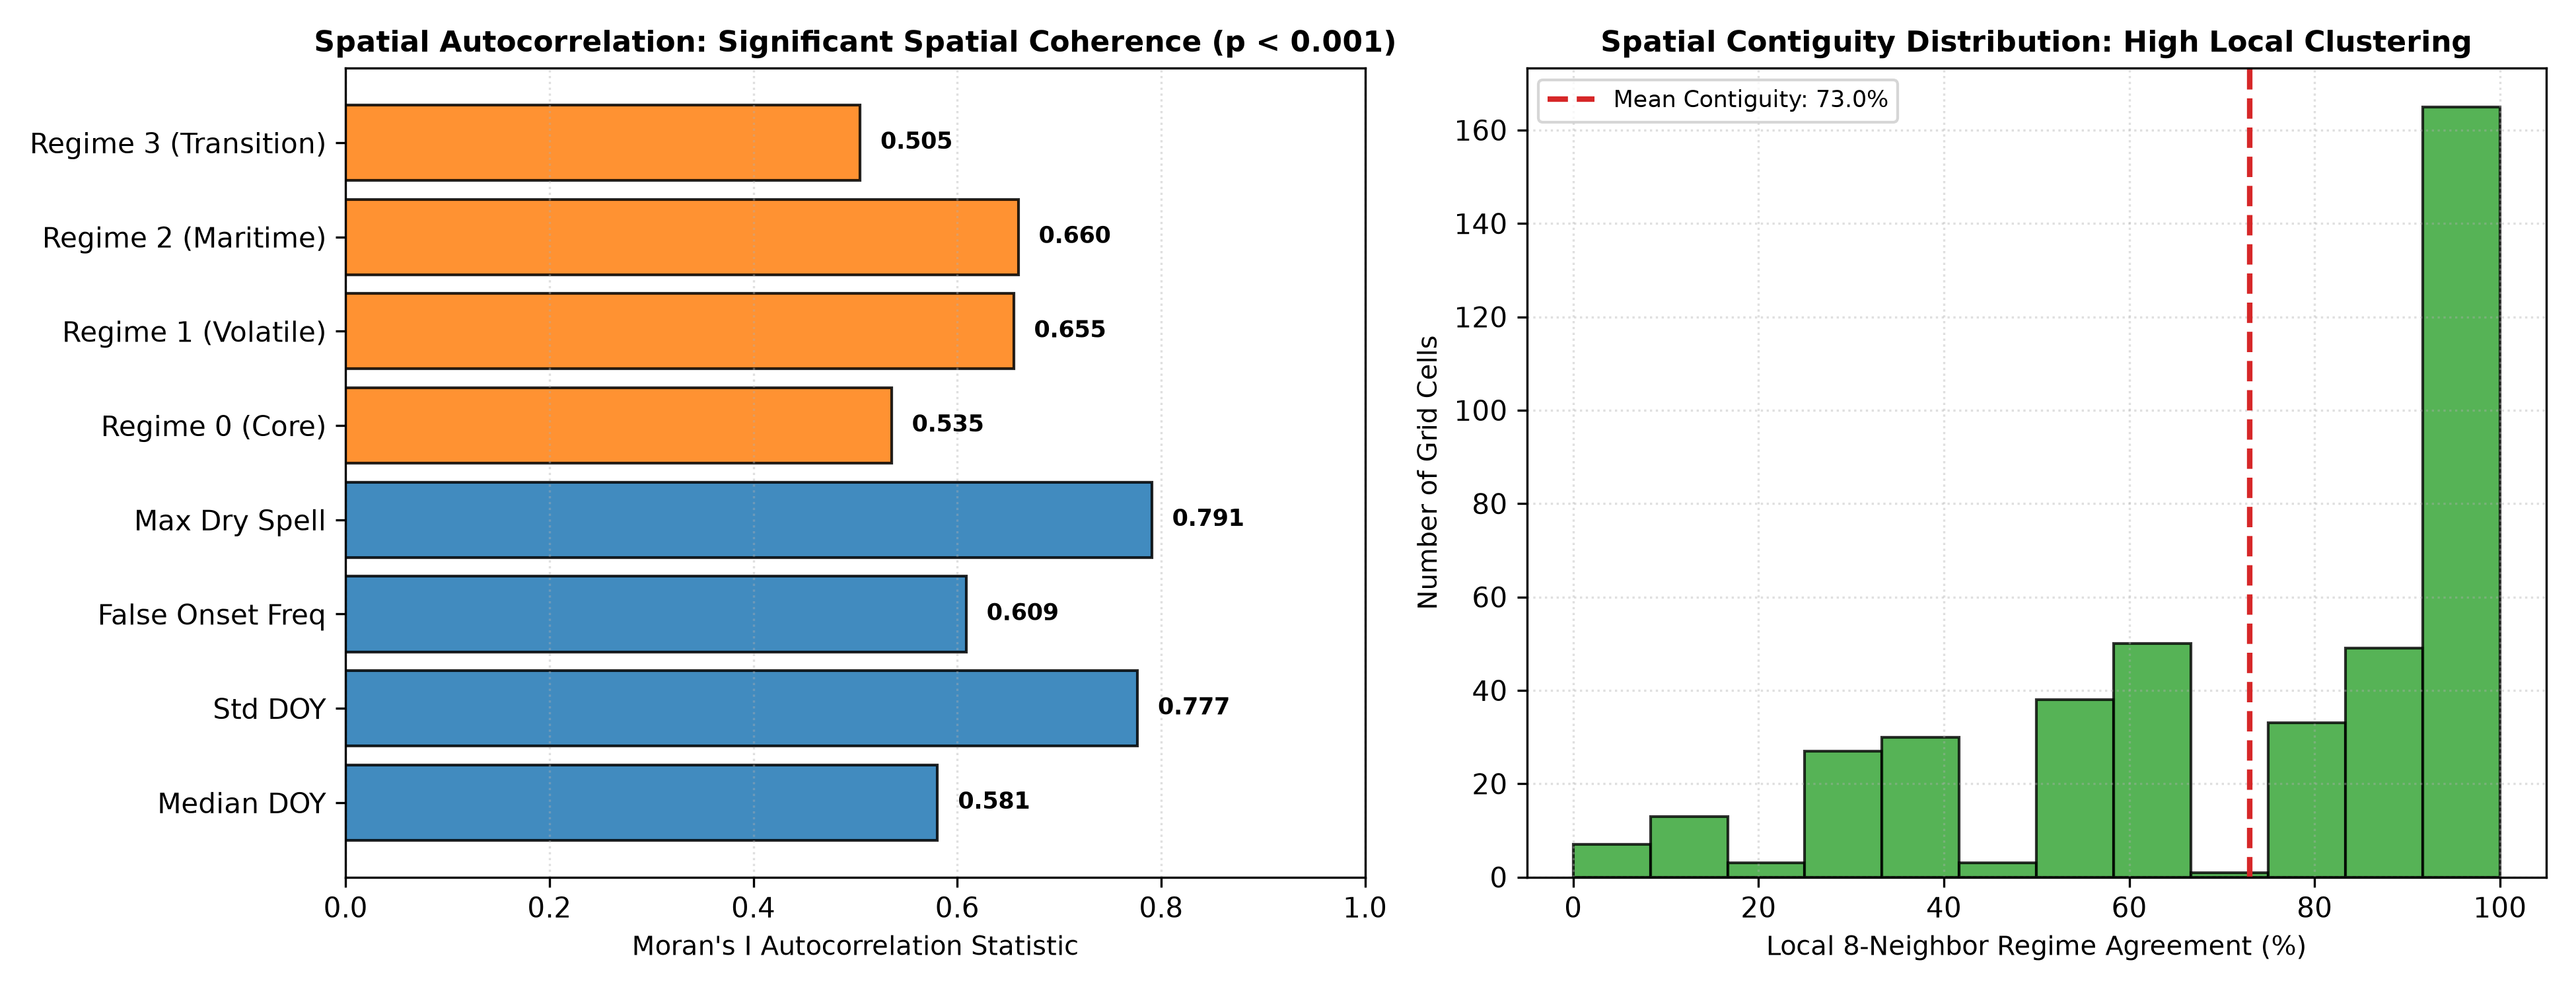 Spatial Autocorrelation: Significant Spatial Coherence (p < 0.001)
Regime 3 (Transition)
0.505
Regime 2 (Maritime)
0.660
Regime 1 (Volatile)
0.655
Regime 0 (Core)
0.535
Max Dry Spell
0.791
False Onset Freq
0.609
Std DOY
0.777
Median DOY
0.581
0.0 0.2 0.4 0.6 0.8 1.0
Moran's I Autocorrelation Statistic
Spatial Contiguity Distribution: High Local Clustering
Mean Contiguity: 73.0%
Number of Grid Cells
160
140
120
100
80
60
40
20
0
0 20 40 60 80 100
Local 8-Neighbor Regime Agreement (%)